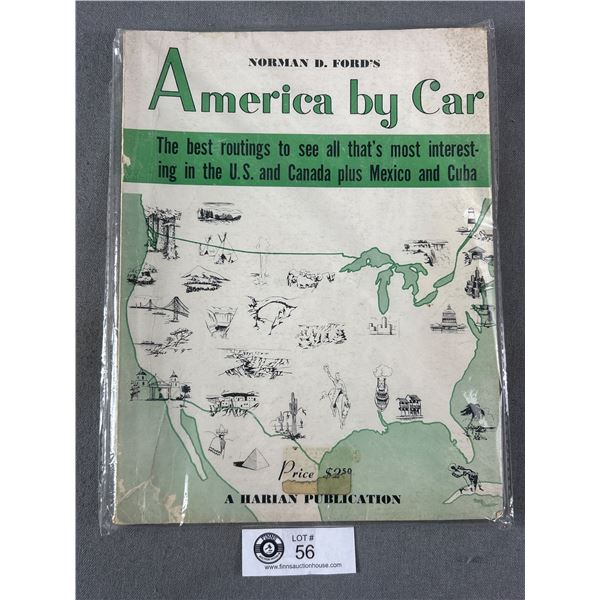 NORMAN D. FORD'S
America by Car
The best routings to see all that's most interest-
ing in the U.S. and Canada plus Mexico and Cuba
Price $2.50
A HARIAN PUBLICATION
LOT #
56
www.finnsauctionhouse.com